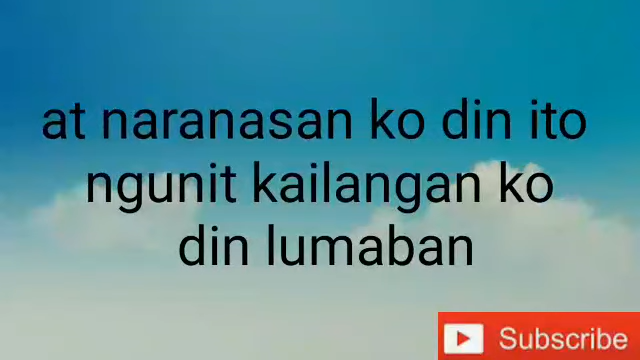 at naranasan ko din ito
ngunit kailangan ko
din lumaban
Subscribe